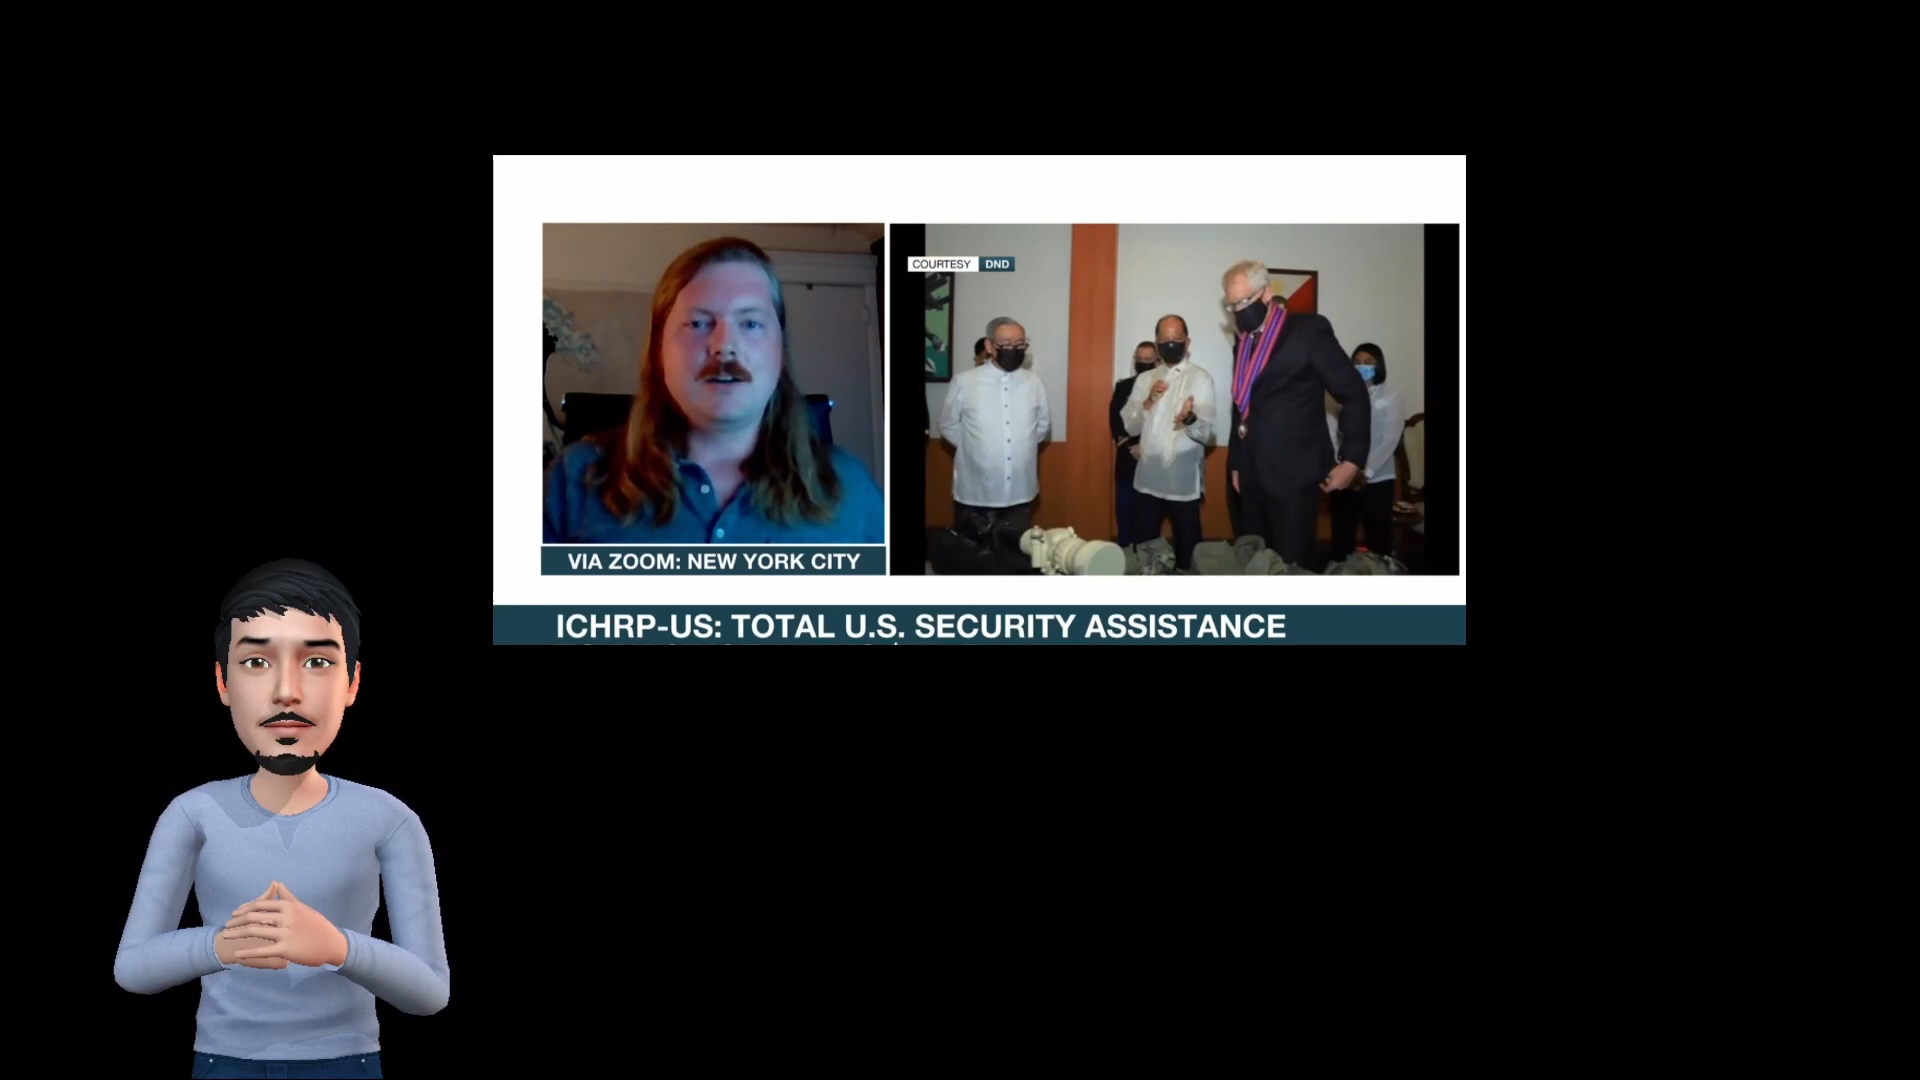 COURTESY DND
VIA ZOOM: NEW YORK CITY
ICHRP-US: TOTAL U.S. SECURITY ASSISTANCE